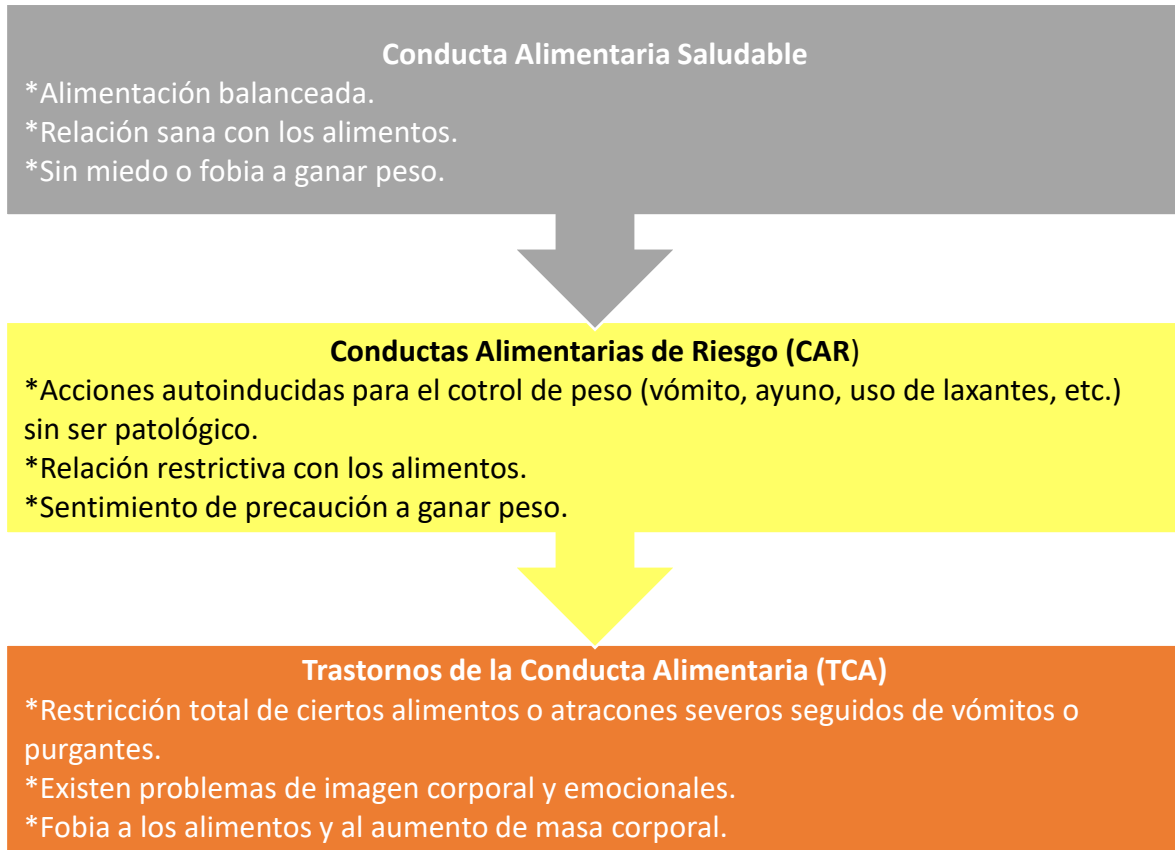 Conducta Alimentaria Saludable
*Alimentación balanceada.
*Relación sana con los alimentos.
*Sin miedo o fobia a ganar peso.
Conductas Alimentarias de Riesgo (CAR)
*Acciones autoinducidas para el cotrol de peso (vómito, ayuno, uso de laxantes, etc.)
sin ser patológico.
*Relación restrictiva con los alimentos.
*Sentimiento de precaución a ganar peso.
Trastornos de la Conducta Alimentaria (TCA)
*Restricción total de ciertos alimentos o atracones severos seguidos de vómitos o
purgantes.
*Existen problemas de imagen corporal y emocionales.
*Fobia a los alimentos y al aumento de masa corporal.